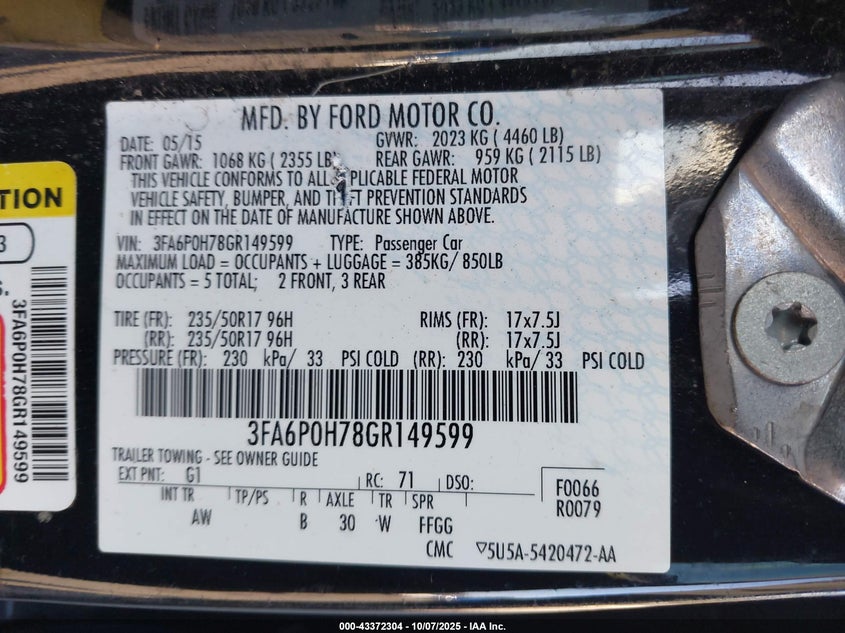 MFD. BY FORD MOTOR CO.
DATE: 05/15 GVWR: 2023 KG ( 4460 LB)
FRONT GAWR: 1068 KG ( 2355 LB) REAR GAWR: 959 KG ( 2115 LB)
THIS VEHICLE CONFORMS TO ALL APPLICABLE FEDERAL MOTOR
VEHICLE SAFETY, BUMPER, AND THEFT PREVENTION STANDARDS
IN EFFECT ON THE DATE OF MANUFACTURE SHOWN ABOVE.
VIN: 3FA6P0H78GR149599 TYPE: Passenger Car
MAXIMUM LOAD = OCCUPANTS + LUGGAGE = 385KG/ 850LB
OCCUPANTS = 5 TOTAL; 2 FRONT, 3 REAR
TIRE (FR): 235/50R17 96H RIMS (FR): 17x7.5J
(RR): 235/50R17 96H (RR): 17x7.5J
PRESSURE (FR): 230 kPa/ 33 PSI COLD (RR): 230 kPa/ 33 PSI COLD
3FA6P0H78GR149599
TRAILER TOWING - SEE OWNER GUIDE
EXT PNT: G1 RC: 71 DSO:
INT TR TP/PS R AXLE TR SPR
AW B 30 W FFGG
F0066
R0079
CMC ▽5U5A-5420472-AA
TION
3
S.
3FA6P0H78GR149599
000-43372304 | 10/07/2025 - IAA Inc.